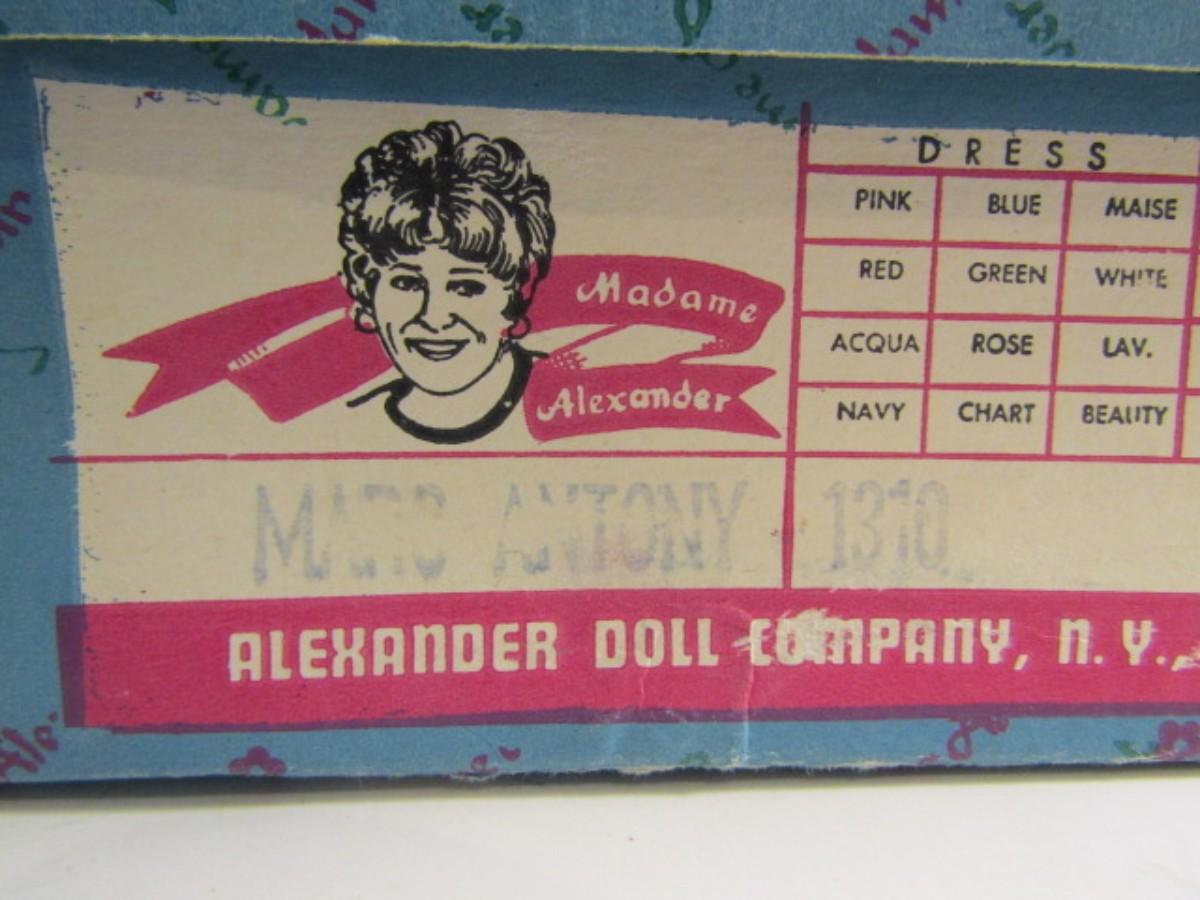 Madame
Alexander
DRESS
PINK BLUE MAISE
RED GREEN WHITE
ACQUA ROSE LAV.
NAVY CHART BEAUTY
MARC ANTONY 1310
ALEXANDER DOLL COMPANY, N.Y.,